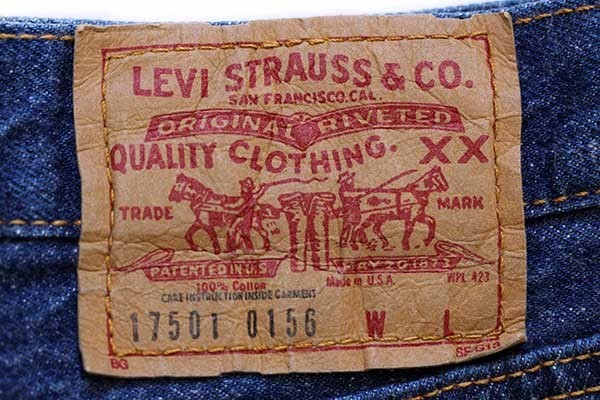 LEVI STRAUSS & CO.
SAN FRANCISCO.CAL.
ORIGINAL RIVETED
QUALITY CLOTHING. XX
TRADE MARK
PATENTED IN U.S. MAY 20 1873
100% Cotton Made in U.S.A. WPL 423
CARE INSTRUCTION INSIDE GARMENT
17501 0156 W L
BG